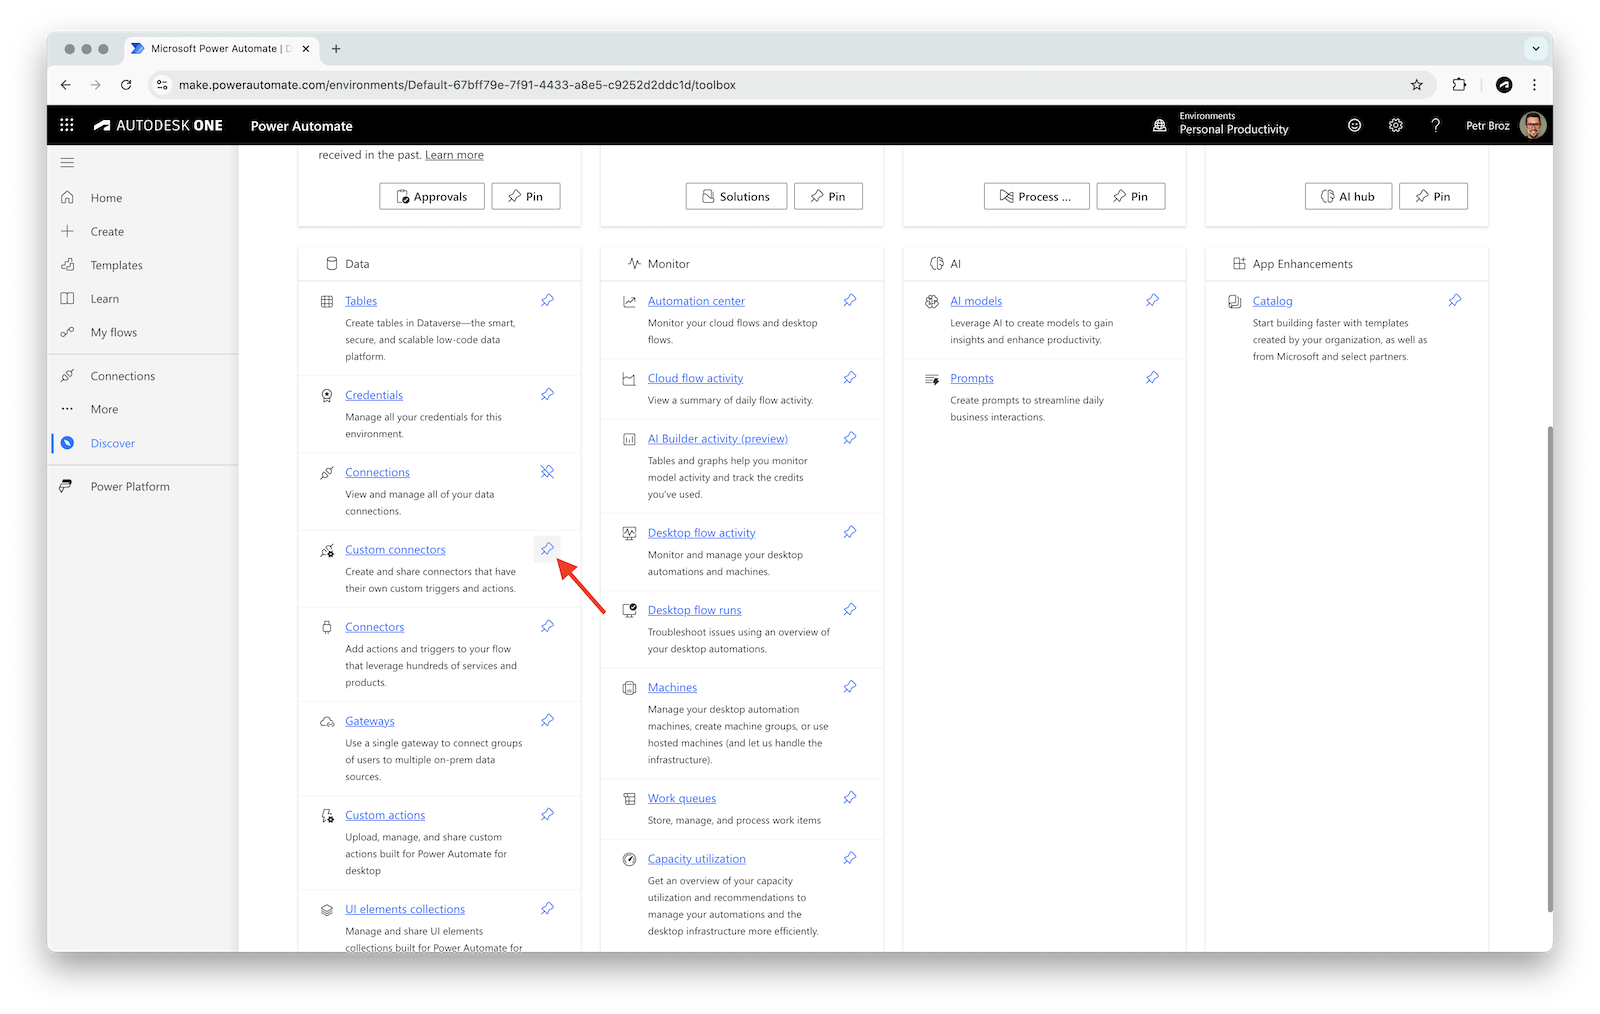 Microsoft Power Automate | D
make.powerautomate.com/environments/Default-67bff79e-7f91-4433-a8e5-c9252d2ddc1d/toolbox
AUTODESK ONE
Power Automate
Environments
Personal Productivity
?
Petr Broz
Home
Create
Templates
Learn
My flows
Connections
More
Discover
Power Platform
received in the past. Learn more
Approvals
Pin
Solutions
Pin
Process ...
Pin
AI hub
Pin
Data
Tables
Create tables in Dataverse—the smart,
secure, and scalable low-code data
platform.
Credentials
Manage all your credentials for this
environment.
Connections
View and manage all of your data
connections.
Custom connectors
Create and share connectors that have
their own custom triggers and actions.
Connectors
Add actions and triggers to your flow
that leverage hundreds of services and
products.
Gateways
Use a single gateway to connect groups
of users to multiple on-prem data
sources.
Custom actions
Upload, manage, and share custom
actions built for Power Automate for
desktop
UI elements collections
Manage and share UI elements
collections built for Power Automate for
Monitor
Automation center
Monitor your cloud flows and desktop
flows.
Cloud flow activity
View a summary of daily flow activity.
AI Builder activity (preview)
Tables and graphs help you monitor
model activity and track the credits
you've used.
Desktop flow activity
Monitor and manage your desktop
automations and machines.
Desktop flow runs
Troubleshoot issues using an overview of
your desktop automations.
Machines
Manage your desktop automation
machines, create machine groups, or use
hosted machines (and let us handle the
infrastructure).
Work queues
Store, manage, and process work items
Capacity utilization
Get an overview of your capacity
utilization and recommendations to
manage your automations and the
desktop infrastructure more efficiently.
AI
AI models
Leverage AI to create models to gain
insights and enhance productivity.
Prompts
Create prompts to streamline daily
business interactions.
App Enhancements
Catalog
Start building faster with templates
created by your organization, as well as
from Microsoft and select partners.